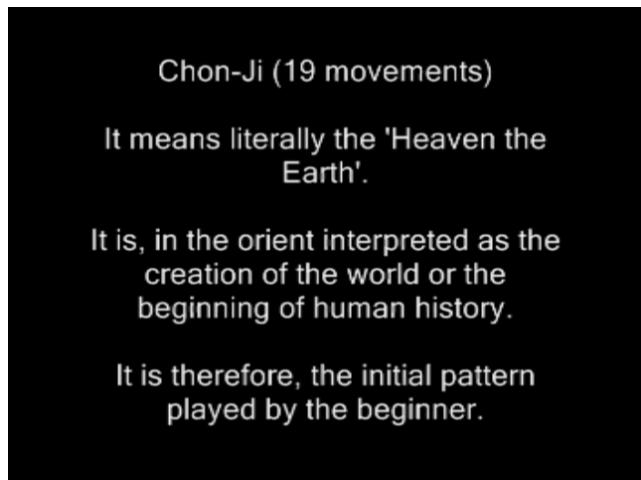 Chon-Ji (19 movements)
It means literally the 'Heaven the
Earth'.
It is, in the orient interpreted as the
creation of the world or the
beginning of human history.
It is therefore, the initial pattern
played by the beginner.